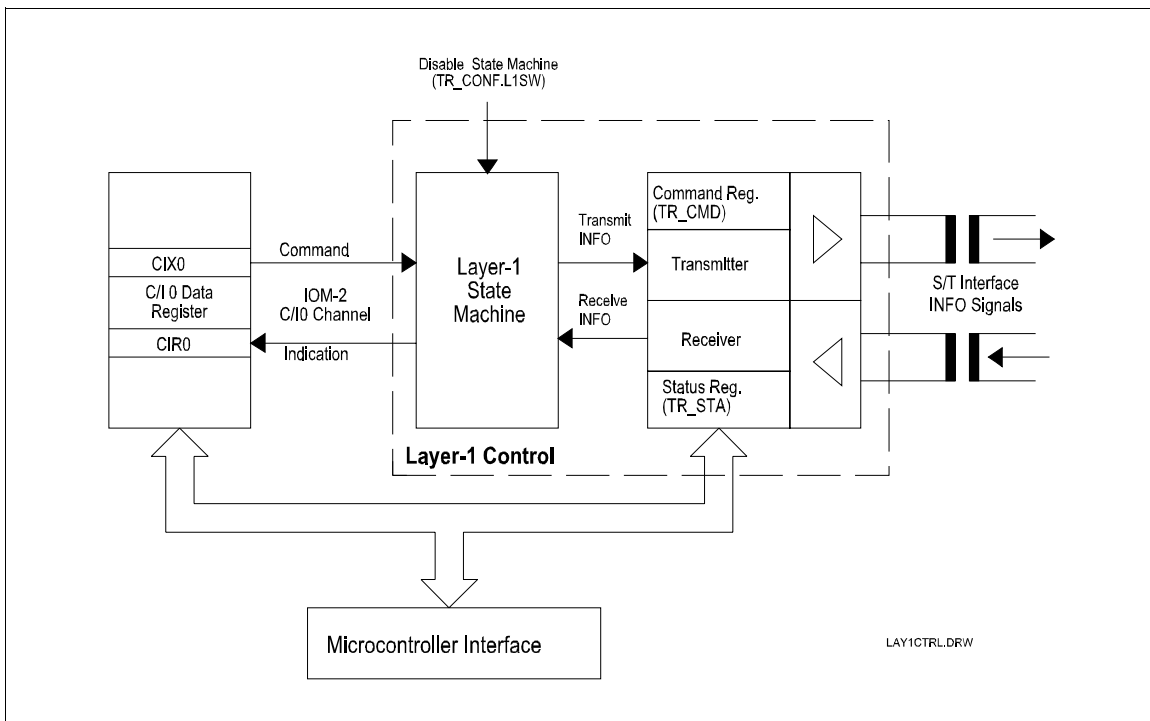 Disable State Machine
(TR_CONF.L1SW)
CIX0
C/I 0 Data
Register
CIR0
Command
IOM-2
C/I0 Channel
Indication
Layer-1
State
Machine
Transmit
INFO
Receive
INFO
Command Reg.
(TR_CMD)
Transmitter
Receiver
Status Reg.
(TR_STA)
S/T Interface
INFO Signals
Layer-1 Control
Microcontroller Interface
LAY1CTRL.DRW